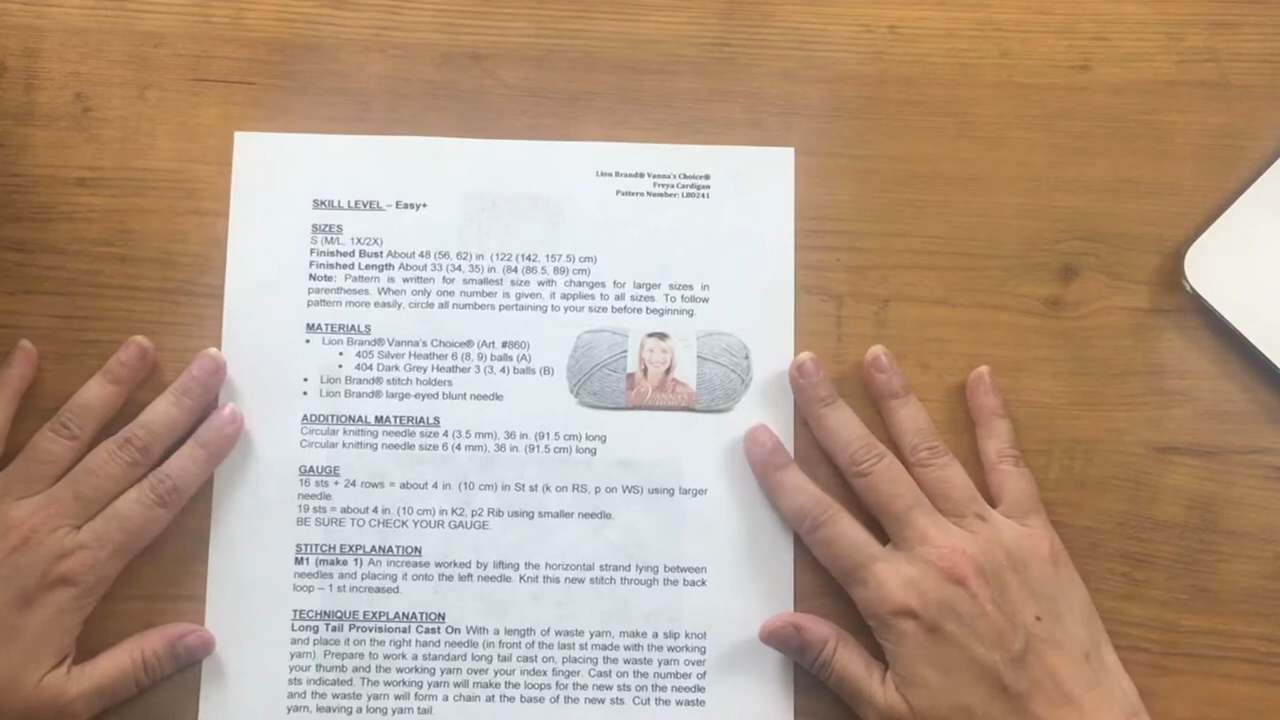 Lion Brand® Vanna's Choice®
Freya Cardigan
Pattern Number: L80241
SKILL LEVEL – Easy+
SIZES
S (M/L, 1X/2X)
Finished Bust About 48 (56, 62) in. (122 (142, 157.5) cm)
Finished Length About 33 (34, 35) in. (84 (86.5, 89) cm)
Note: Pattern is written for smallest size with changes for larger sizes in
parentheses. When only one number is given, it applies to all sizes. To follow
pattern more easily, circle all numbers pertaining to your size before beginning.
MATERIALS
• Lion Brand® Vanna's Choice® (Art. #860)
▪ 405 Silver Heather 6 (8, 9) balls (A)
▪ 404 Dark Grey Heather 3 (3, 4) balls (B)
• Lion Brand® stitch holders
• Lion Brand® large-eyed blunt needle
VANNA'S
CHOICE
ADDITIONAL MATERIALS
Circular knitting needle size 4 (3.5 mm), 36 in. (91.5 cm) long
Circular knitting needle size 6 (4 mm), 36 in. (91.5 cm) long
GAUGE
16 sts + 24 rows = about 4 in. (10 cm) in St st (k on RS, p on WS) using larger
needle.
19 sts = about 4 in. (10 cm) in K2, p2 Rib using smaller needle.
BE SURE TO CHECK YOUR GAUGE.
STITCH EXPLANATION
M1 (make 1) An increase worked by lifting the horizontal strand lying between
needles and placing it onto the left needle. Knit this new stitch through the back
loop – 1 st increased.
TECHNIQUE EXPLANATION
Long Tail Provisional Cast On With a length of waste yarn, make a slip knot
and place it on the right hand needle (in front of the last st made with the working
yarn). Prepare to work a standard long tail cast on, placing the waste yarn over
your thumb and the working yarn over your index finger. Cast on the number of
sts indicated. The working yarn will make the loops for the new sts on the needle
and the waste yarn will form a chain at the base of the new sts. Cut the waste
yarn, leaving a long yarn tail.